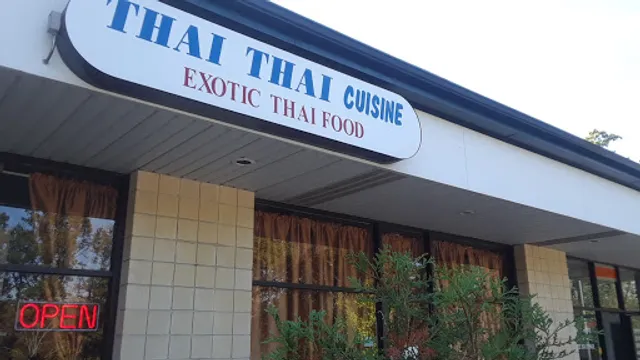 THAI THAI CUISINE
EXOTIC THAI FOOD
OPEN